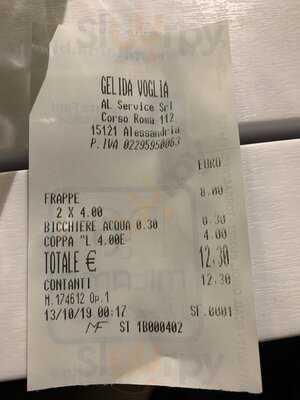 GELIDA VOGLIA
AL Service Srl
Corso Roma 112
15121 Alessandria
P.IVA 02295950063
EURO
FRAPPE 8.00
2 X 4.00
BICCHIERE ACQUA 0.30 0.30
COPPA "L 4.00E 4.00
TOTALE € 12,30
CONTANTI 12,30
M.174612 Op.1
13/10/19 00:17 SF.0001
MF ST 1B000402